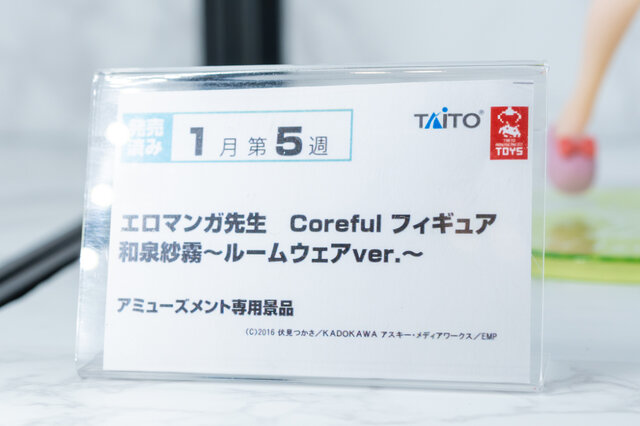 発売
済み
1月第5週
TAITO®
TOYS
エロマンガ先生 Coreful フィギュア
和泉紗霧～ルームウェアver.～
アミューズメント専用景品
(C)2016 伏見つかさ／KADOKAWA アスキー・メディアワークス／EMP